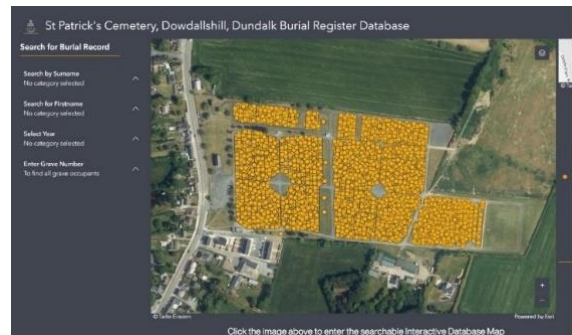 St Patrick's Cemetery, Dowdallshill, Dundalk Burial Register Database
Search for Burial Record
Search by Surname
No category selected
Search for Firstname
No category selected
Select Year
No category selected
Enter Grave Number
To find all grave occupants
Powered by Esri
Click the image above to enter the searchable Interactive Database Map